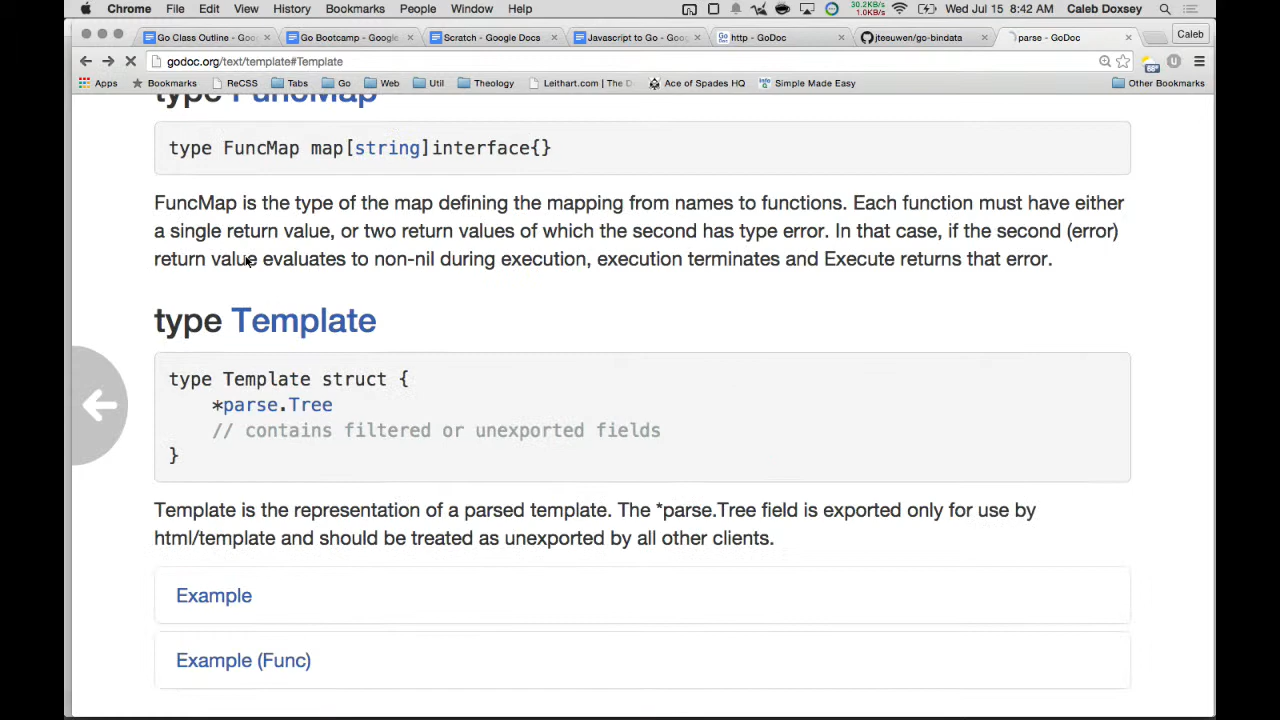 Chrome File Edit View History Bookmarks People Window Help 30.2KB/s 1.0KB/s Wed Jul 15 8:42 AM Caleb Doxsey
Go Class Outline - Goo Go Bootcamp - Google Scratch - Google Docs Javascript to Go - Goog http - GoDoc jteeuwen/go-bindata parse - GoDoc Caleb
godoc.org/text/template#Template
Apps Bookmarks ReCSS Tabs Go Web Util Theology Leithart.com | The D Ace of Spades HQ Simple Made Easy Other Bookmarks
type FuncMap
type FuncMap map[string]interface{}
FuncMap is the type of the map defining the mapping from names to functions. Each function must have either
a single return value, or two return values of which the second has type error. In that case, if the second (error)
return value evaluates to non-nil during execution, execution terminates and Execute returns that error.
type Template
type Template struct {
*parse.Tree
// contains filtered or unexported fields
}
Template is the representation of a parsed template. The *parse.Tree field is exported only for use by
html/template and should be treated as unexported by all other clients.
Example
Example (Func)